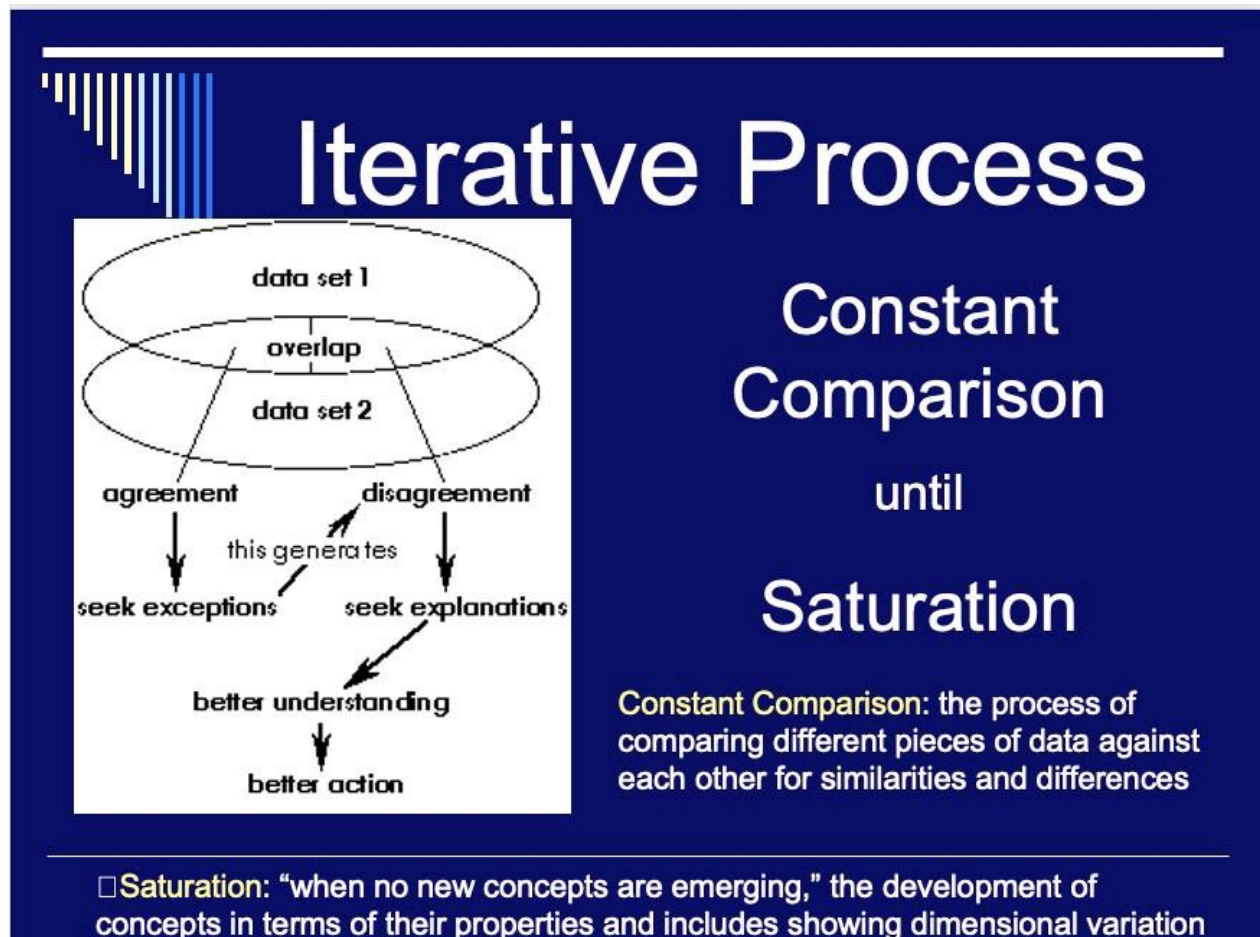 Iterative Process
data set 1
overlap
data set 2
agreement
disagreement
this generates
seek exceptions
seek explanations
better understanding
better action
Constant
Comparison
until
Saturation
Constant Comparison: the process of
comparing different pieces of data against
each other for similarities and differences
□Saturation: “when no new concepts are emerging,” the development of
concepts in terms of their properties and includes showing dimensional variation